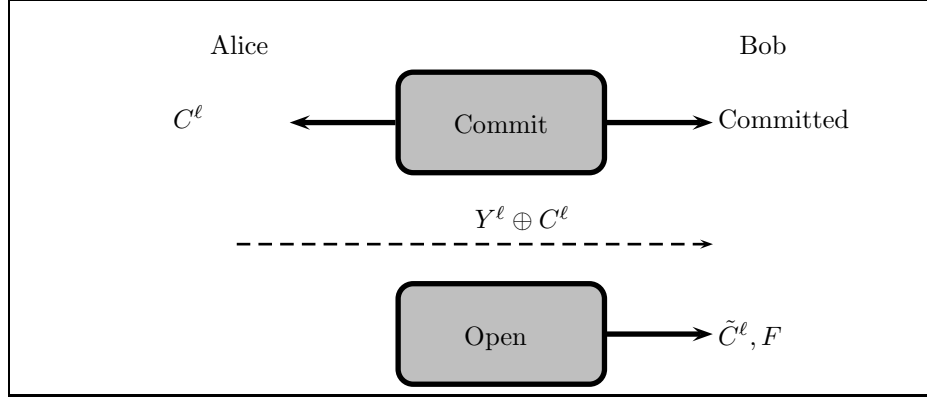 Alice Bob
C^ℓ Commit Committed
Y^ℓ ⊕ C^ℓ
Open C̃^ℓ, F